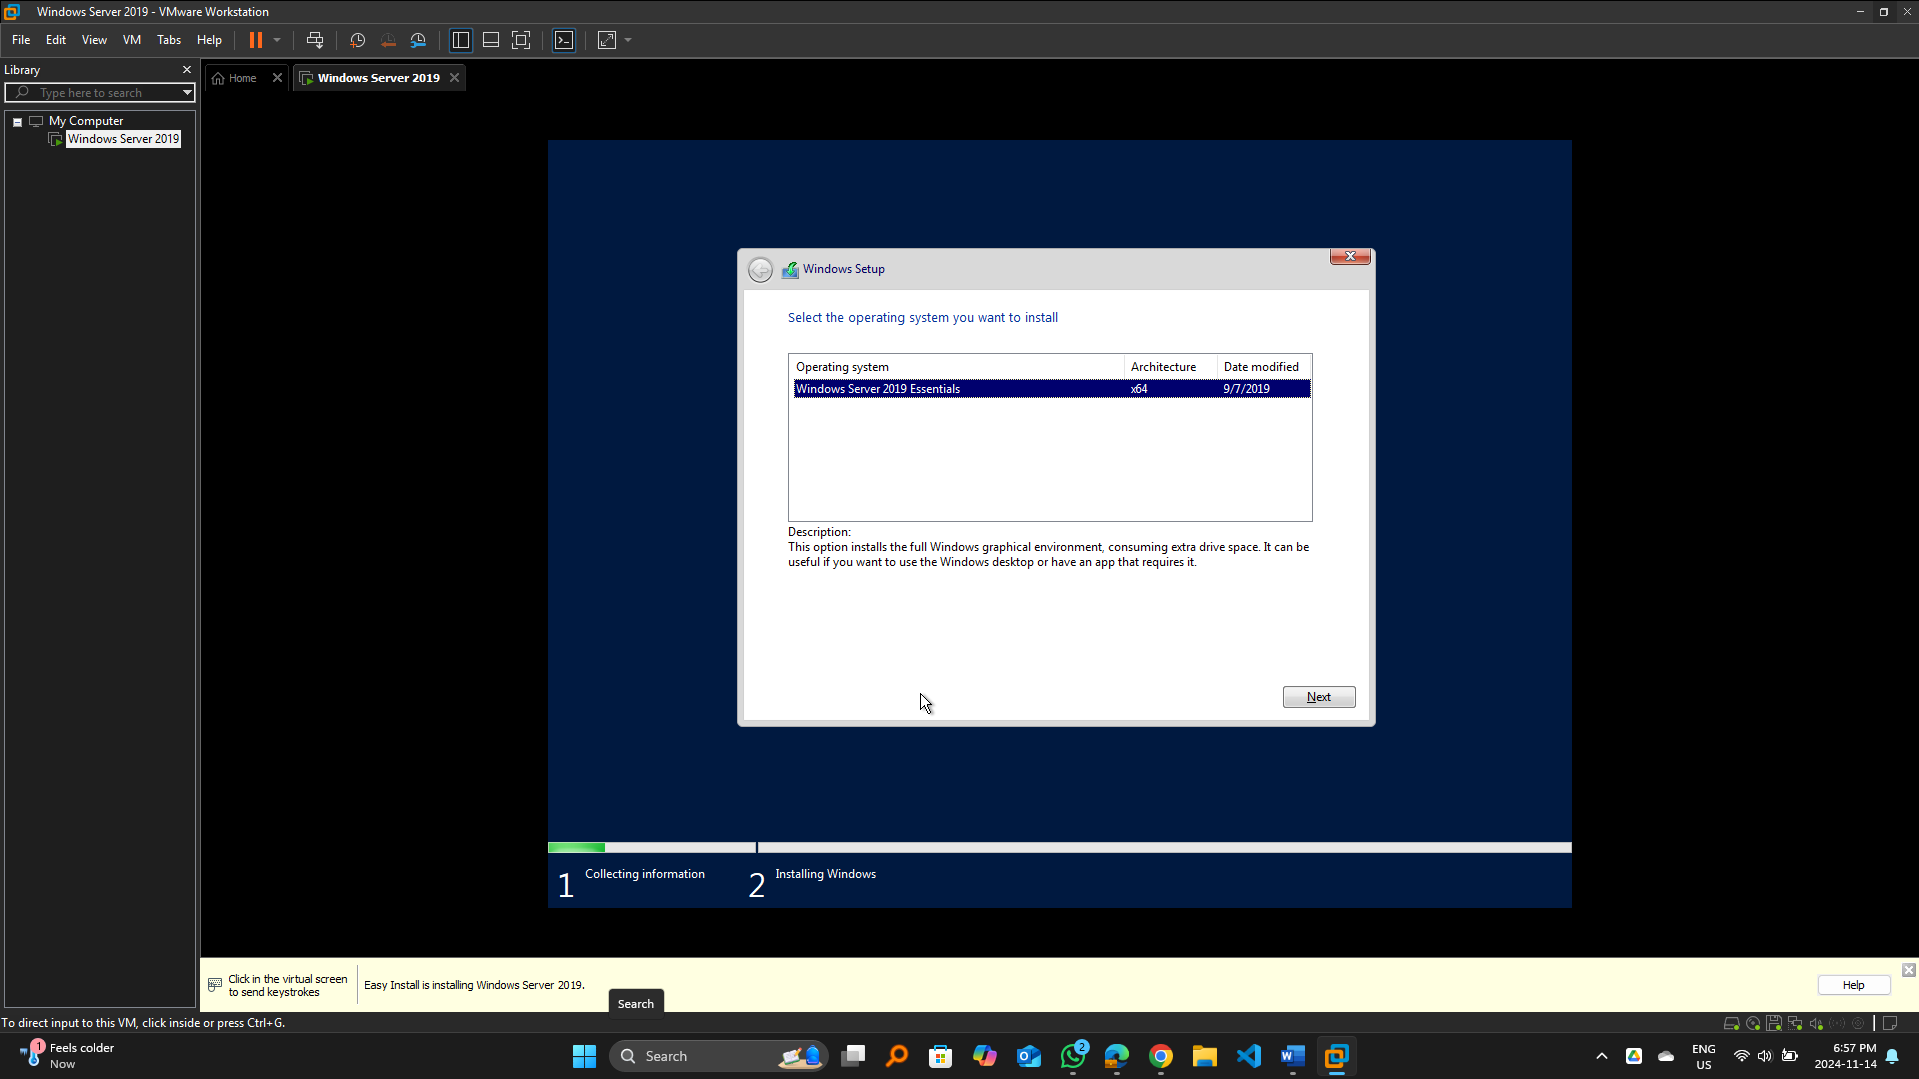 Windows Server 2019 - VMware Workstation
File Edit View VM Tabs Help
Library
Type here to search
My Computer
Windows Server 2019
Home
Windows Server 2019
Windows Setup
Select the operating system you want to install
Operating system Architecture Date modified
Windows Server 2019 Essentials x64 9/7/2019
Description:
This option installs the full Windows graphical environment, consuming extra drive space. It can be
useful if you want to use the Windows desktop or have an app that requires it.
Next
1 Collecting information 2 Installing Windows
Click in the virtual screen
to send keystrokes
Easy Install is installing Windows Server 2019.
Help
Search
To direct input to this VM, click inside or press Ctrl+G.
1
Feels colder
Now
Search
2
ENG
US
6:57 PM
2024-11-14